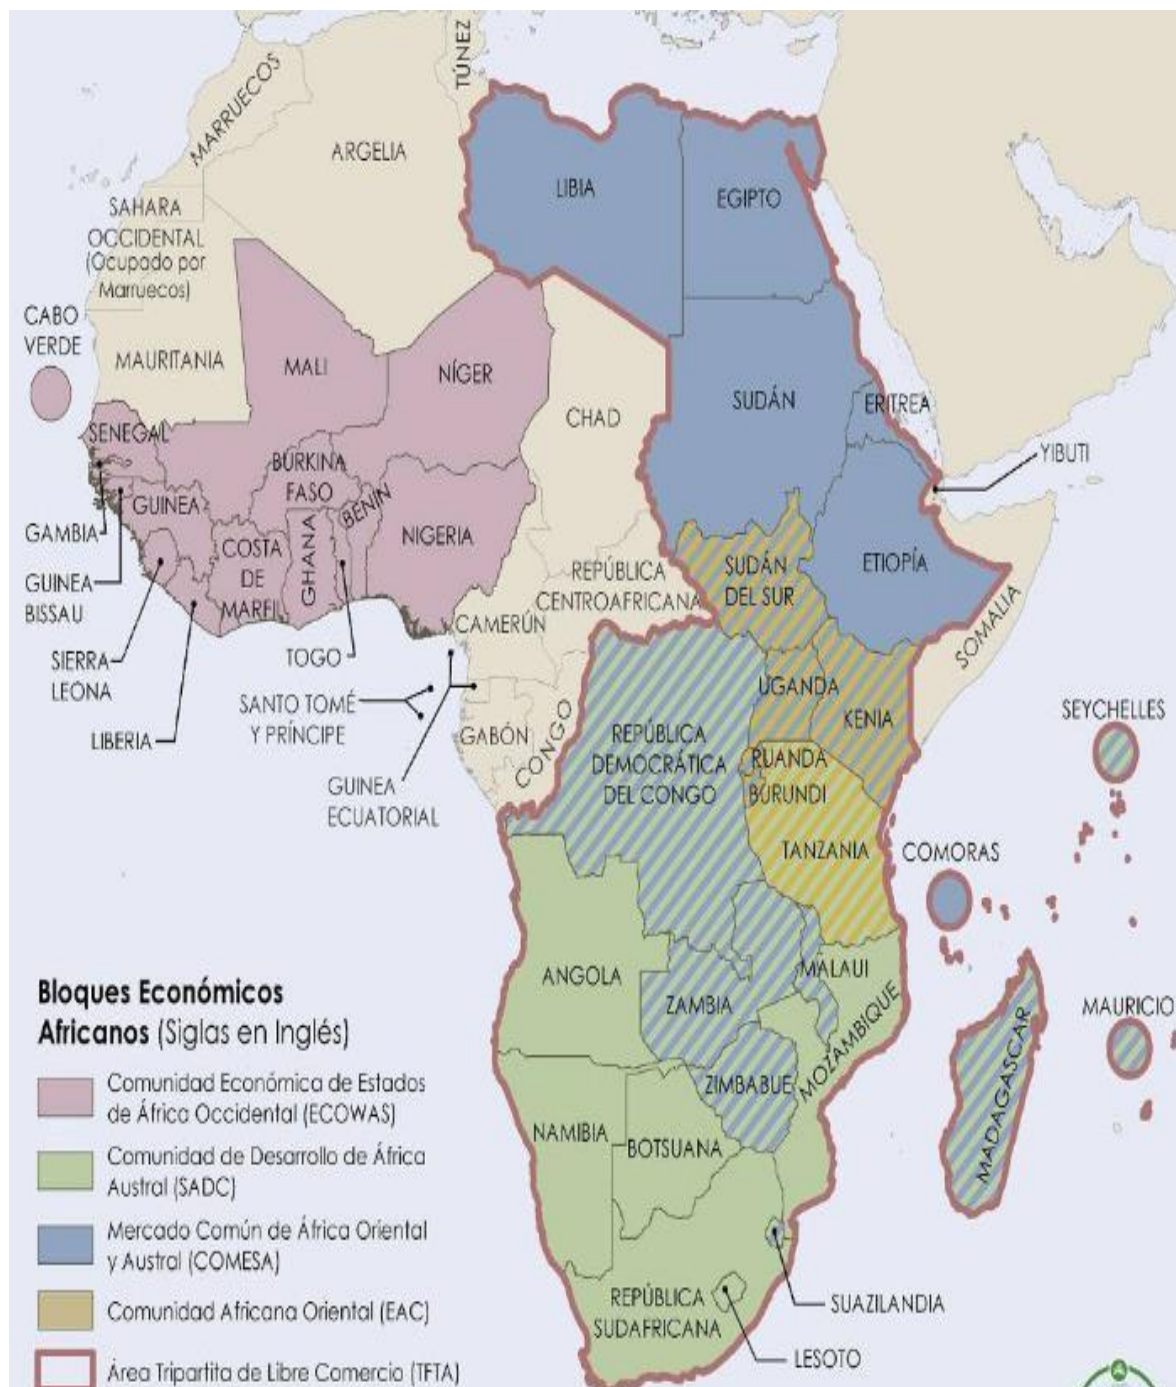 TÚNEZ
MARRUECOS
ARGELIA
LIBIA
EGIPTO
SAHARA
OCCIDENTAL
(Ocupado por
Marruecos)
CABO
VERDE
MAURITANIA
MALI
NÍGER
CHAD
SUDÁN
ERITREA
YIBUTI
SENEGAL
BURKINA
FASO
BENÍN
GUINEA
GAMBIA
COSTA
DE
MARFIL
GHANA
NIGERIA
ETIOPÍA
SUDÁN
DEL SUR
REPÚBLICA
CENTROAFRICANA
GUINEA
BISSAU
CAMERÚN
SOMALIA
SIERRA
LEONA
TOGO
LIBERIA
SANTO TOMÉ
Y PRÍNCIPE
GABÓN
CONGO
GUINEA
ECUATORIAL
UGANDA
KENIA
REPÚBLICA
DEMOCRÁTICA
DEL CONGO
RUANDA
BURUNDI
TANZANIA
SEYCHELLES
COMORAS
ANGOLA
ZAMBIA
MALAUI
MOZAMBIQUE
MADAGASCAR
MAURICIO
ZIMBABUE
NAMIBIA
BOTSUANA
SUAZILANDIA
REPÚBLICA
SUDAFRICANA
LESOTO
Bloques Económicos
Africanos (Siglas en Inglés)
Comunidad Económica de Estados
de África Occidental (ECOWAS)
Comunidad de Desarrollo de África
Austral (SADC)
Mercado Común de África Oriental
y Austral (COMESA)
Comunidad Africana Oriental (EAC)
Área Tripartita de Libre Comercio (TFTA)